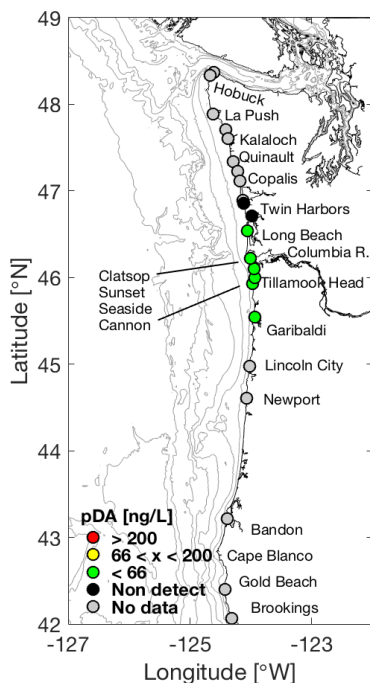 49
48
47
46
45
44
43
42
Latitude [°N]
Hobuck
La Push
Kalaloch
Quinault
Copalis
Twin Harbors
Long Beach
Columbia R.
Clatsop
Sunset
Seaside
Cannon
Tillamook Head
Garibaldi
Lincoln City
Newport
Bandon
Cape Blanco
Gold Beach
Brookings
pDA [ng/L]
> 200
66 < x < 200
< 66
Non detect
No data
-127 -125 -123
Longitude [°W]